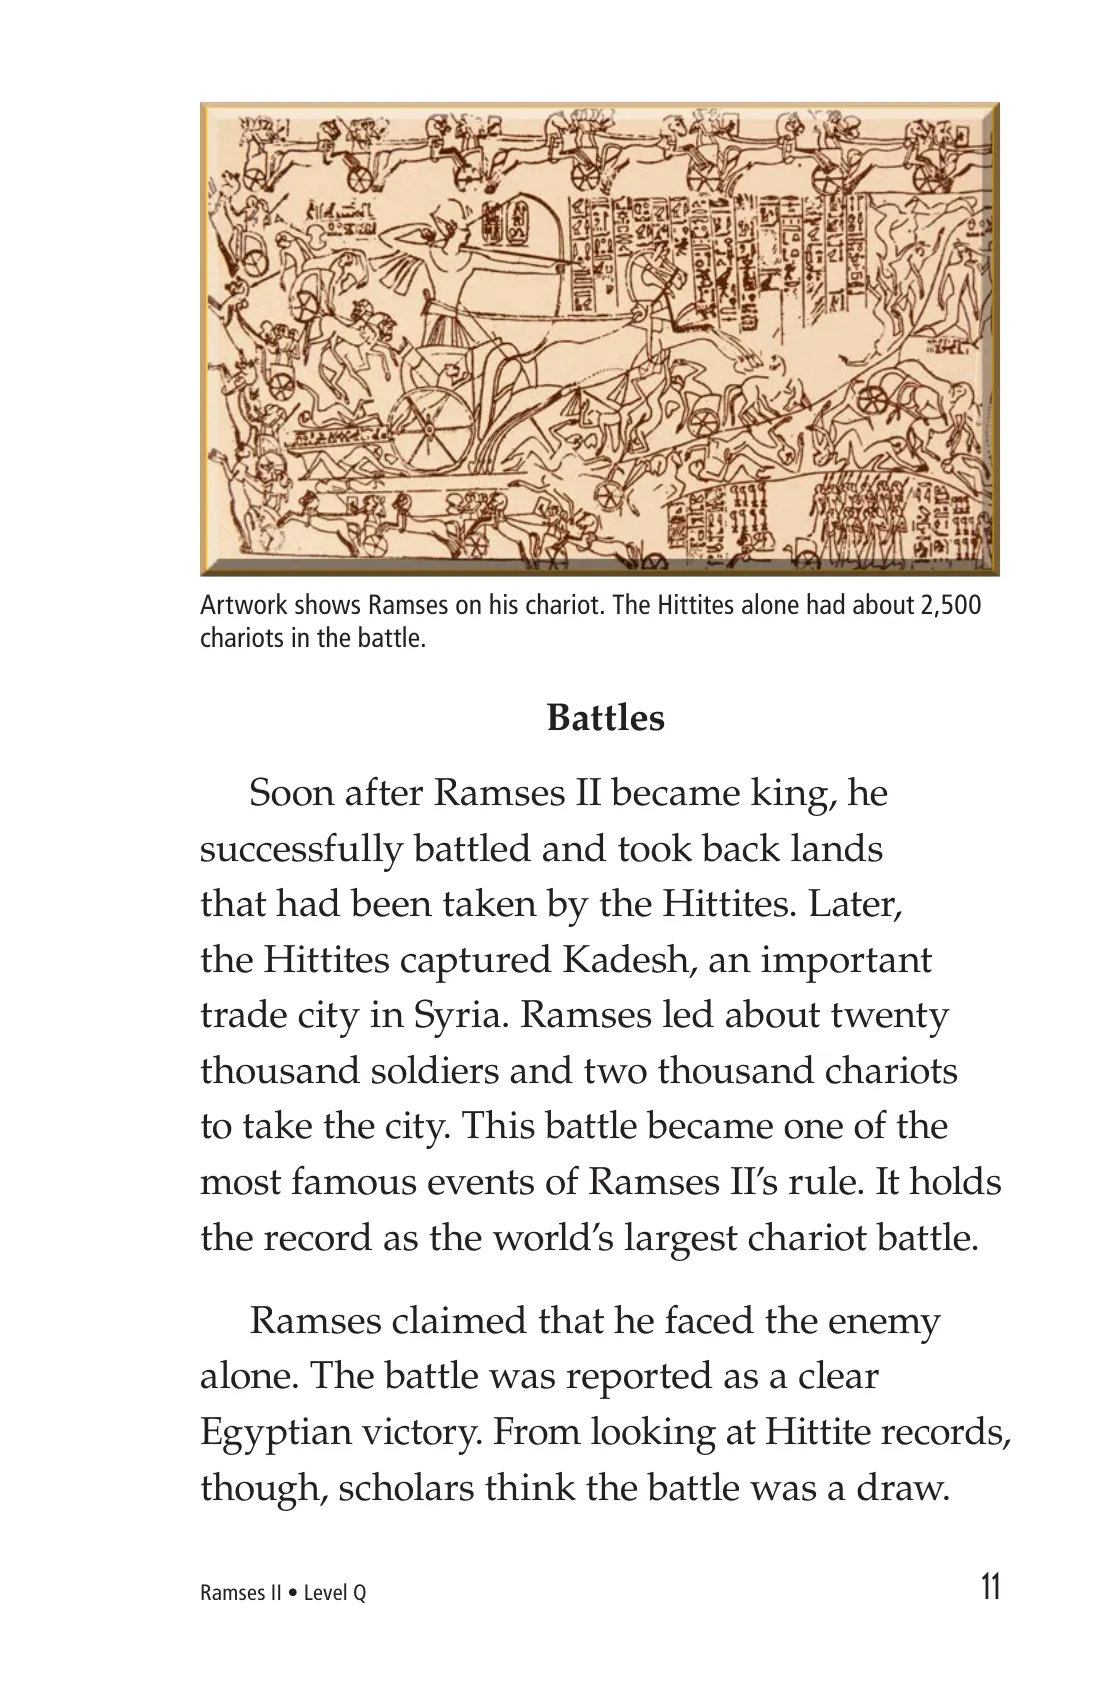 Artwork shows Ramses on his chariot. The Hittites alone had about 2,500
chariots in the battle.
Battles
Soon after Ramses II became king, he
successfully battled and took back lands
that had been taken by the Hittites. Later,
the Hittites captured Kadesh, an important
trade city in Syria. Ramses led about twenty
thousand soldiers and two thousand chariots
to take the city. This battle became one of the
most famous events of Ramses II’s rule. It holds
the record as the world’s largest chariot battle.
Ramses claimed that he faced the enemy
alone. The battle was reported as a clear
Egyptian victory. From looking at Hittite records,
though, scholars think the battle was a draw.
Ramses II • Level Q
11